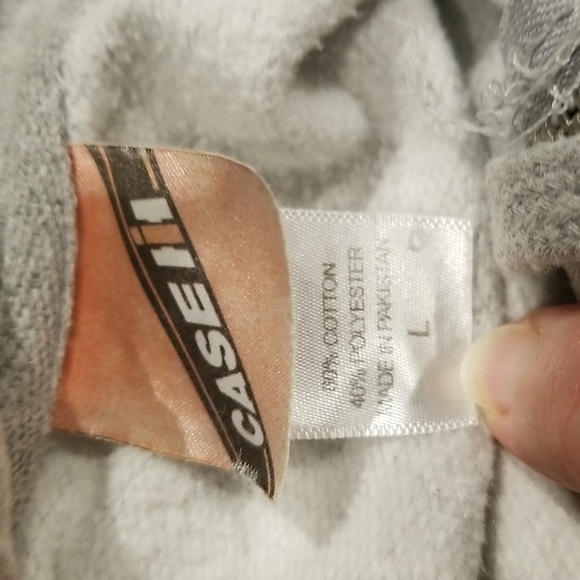 CASE IH
60% COTTON
40% POLYESTER
MADE IN PAKISTAN
L